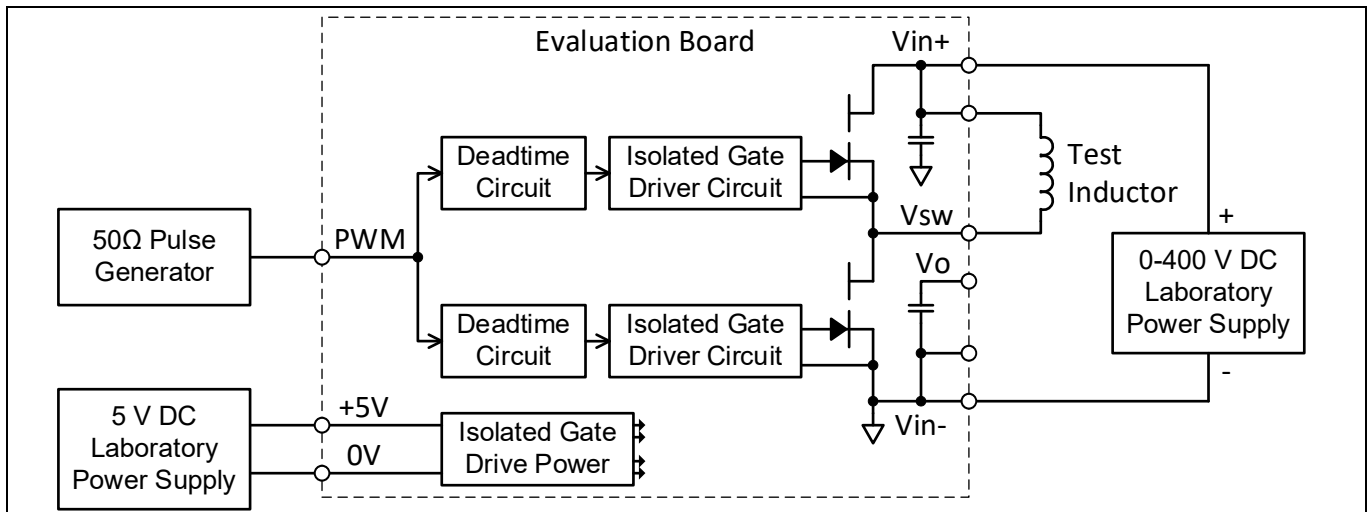 Evaluation Board
Vin+
Deadtime
Circuit
Isolated Gate
Driver Circuit
Test
Inductor
50Ω Pulse
Generator
PWM
Vsw
Vo
+
0-400 V DC
Laboratory
Power Supply
-
Deadtime
Circuit
Isolated Gate
Driver Circuit
5 V DC
Laboratory
Power Supply
+5V
0V
Isolated Gate
Drive Power
Vin-